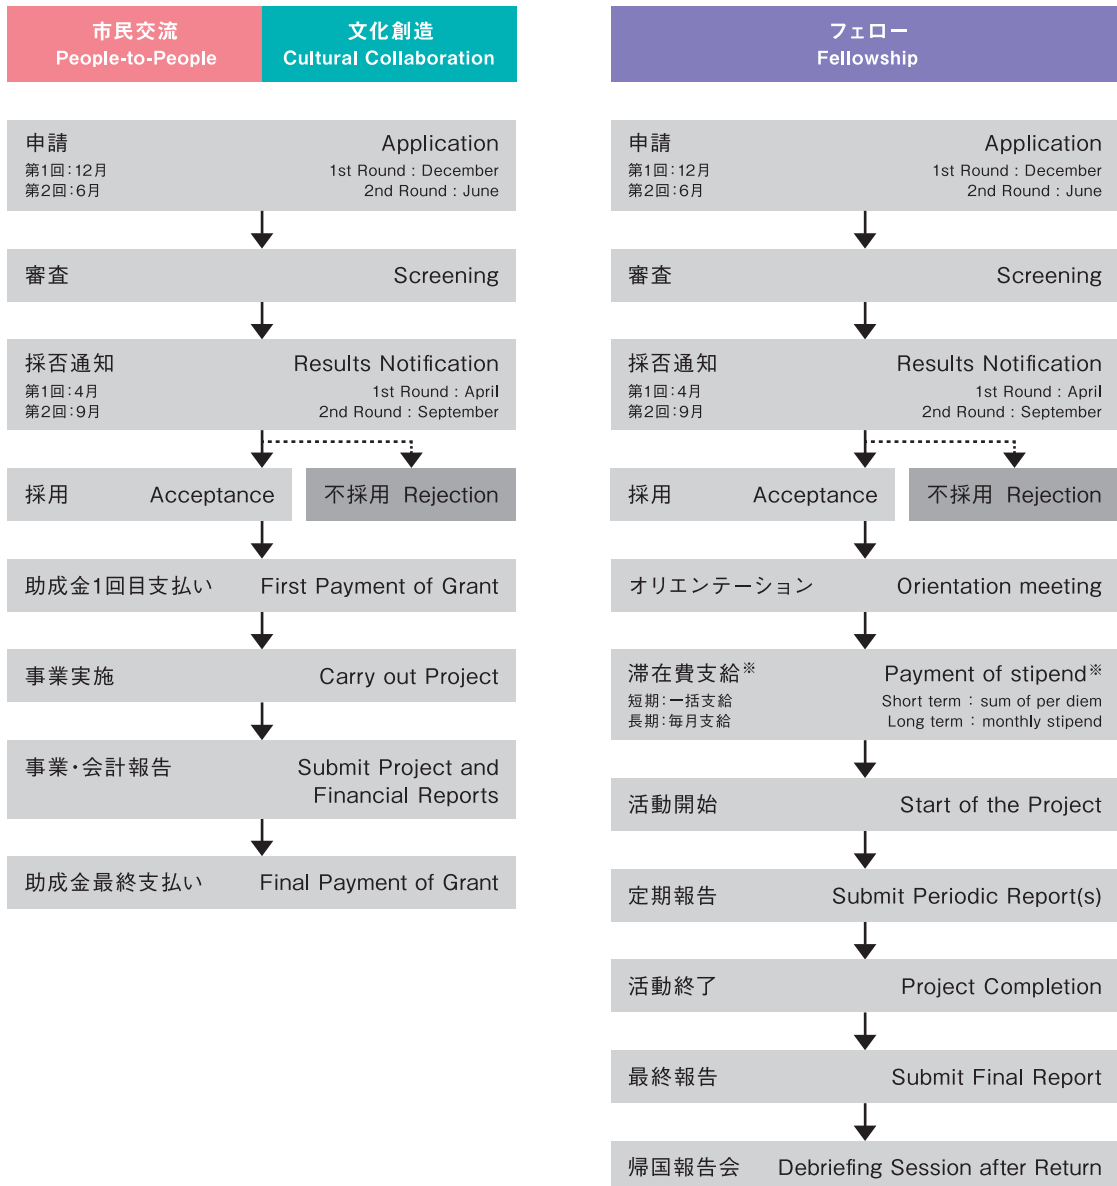 市民交流
People-to-People
文化創造
Cultural Collaboration
申請 Application
第1回：12月 1st Round : December
第2回：6月 2nd Round : June
審査 Screening
採否通知 Results Notification
第1回：4月 1st Round : April
第2回：9月 2nd Round : September
採用 Acceptance
不採用 Rejection
助成金1回目支払い First Payment of Grant
事業実施 Carry out Project
事業・会計報告 Submit Project and
Financial Reports
助成金最終支払い Final Payment of Grant
フェロー
Fellowship
申請 Application
第1回：12月 1st Round : December
第2回：6月 2nd Round : June
審査 Screening
採否通知 Results Notification
第1回：4月 1st Round : April
第2回：9月 2nd Round : September
採用 Acceptance
不採用 Rejection
オリエンテーション Orientation meeting
滞在費支給※ Payment of stipend※
短期：一括支給 Short term : sum of per diem
長期：毎月支給 Long term : monthly stipend
活動開始 Start of the Project
定期報告 Submit Periodic Report(s)
活動終了 Project Completion
最終報告 Submit Final Report
帰国報告会 Debriefing Session after Return